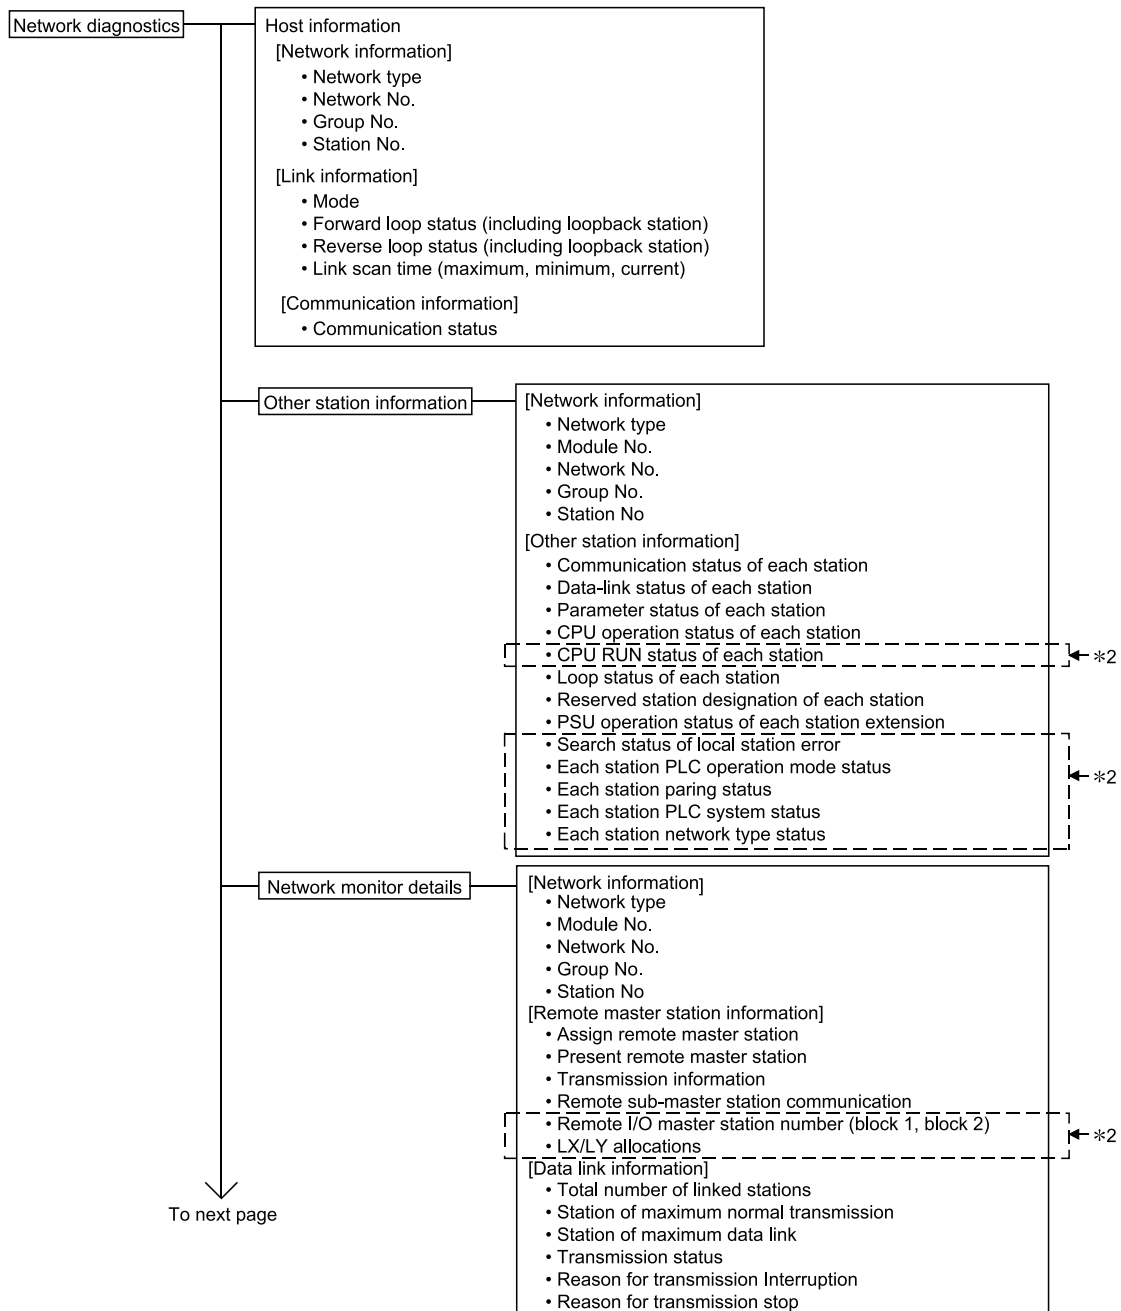 Network diagnostics
Host information
[Network information]
• Network type
• Network No.
• Group No.
• Station No.
[Link information]
• Mode
• Forward loop status (including loopback station)
• Reverse loop status (including loopback station)
• Link scan time (maximum, minimum, current)
[Communication information]
• Communication status
Other station information
[Network information]
• Network type
• Module No.
• Network No.
• Group No.
• Station No
[Other station information]
• Communication status of each station
• Data-link status of each station
• Parameter status of each station
• CPU operation status of each station
• CPU RUN status of each station
*2
• Loop status of each station
• Reserved station designation of each station
• PSU operation status of each station extension
• Search status of local station error
• Each station PLC operation mode status
• Each station paring status
• Each station PLC system status
• Each station network type status
*2
Network monitor details
[Network information]
• Network type
• Module No.
• Network No.
• Group No.
• Station No
[Remote master station information]
• Assign remote master station
• Present remote master station
• Transmission information
• Remote sub-master station communication
• Remote I/O master station number (block 1, block 2)
• LX/LY allocations
*2
[Data link information]
• Total number of linked stations
• Station of maximum normal transmission
• Station of maximum data link
• Transmission status
• Reason for transmission Interruption
• Reason for transmission stop
To next page